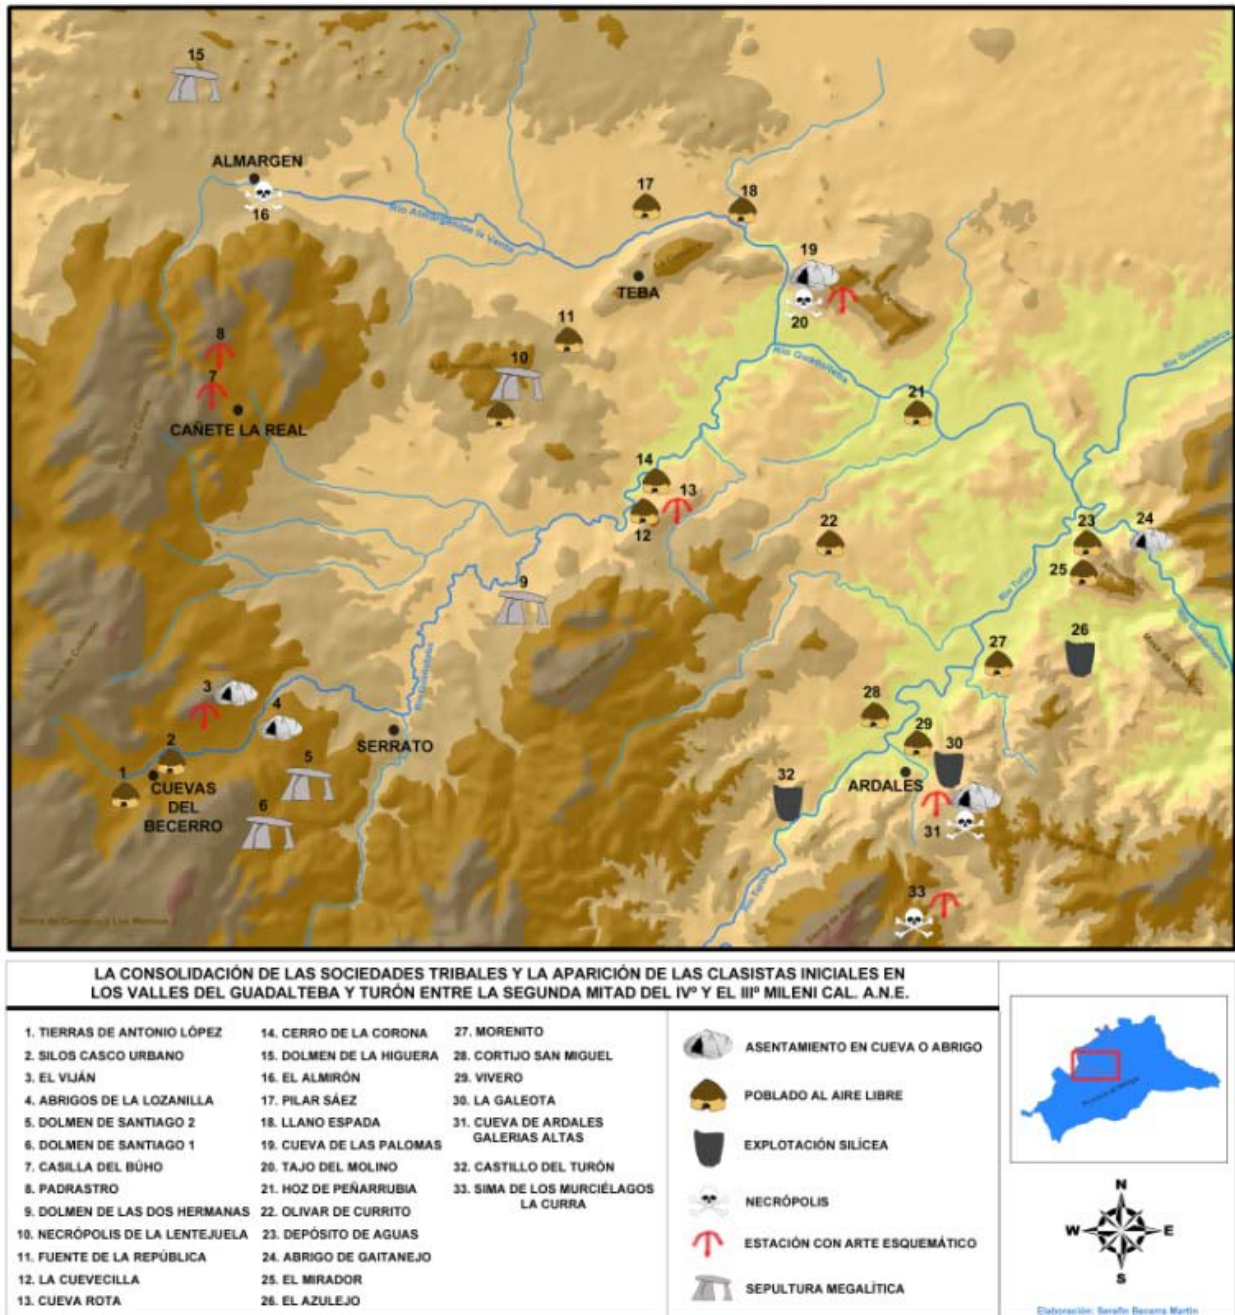 15
ALMARGEN
16
17
18
19
TEBA
20
11
8
10
7
21
CAÑETE LA REAL
Río Guadalteba
Río Guadalhorce
14
13
12
22
23
24
25
9
Río Turón
26
27
3
4
28
29
30
SERRATO
2
1
5
32
CUEVAS
DEL
BECERRO
ARDALES
6
31
33
Río Turón
LA CONSOLIDACIÓN DE LAS SOCIEDADES TRIBALES Y LA APARICIÓN DE LAS CLASISTAS INICIALES EN
LOS VALLES DEL GUADALTEBA Y TURÓN ENTRE LA SEGUNDA MITAD DEL IVº Y EL IIIº MILENI CAL. A.N.E.
1. TIERRAS DE ANTONIO LÓPEZ
2. SILOS CASCO URBANO
3. EL VIJÁN
4. ABRIGOS DE LA LOZANILLA
5. DOLMEN DE SANTIAGO 2
6. DOLMEN DE SANTIAGO 1
7. CASILLA DEL BÚHO
8. PADRASTRO
9. DOLMEN DE LAS DOS HERMANAS
10. NECRÓPOLIS DE LA LENTEJUELA
11. FUENTE DE LA REPÚBLICA
12. LA CUEVECILLA
13. CUEVA ROTA
14. CERRO DE LA CORONA
15. DOLMEN DE LA HIGUERA
16. EL ALMIRÓN
17. PILAR SÁEZ
18. LLANO ESPADA
19. CUEVA DE LAS PALOMAS
20. TAJO DEL MOLINO
21. HOZ DE PEÑARRUBIA
22. OLIVAR DE CURRITO
23. DEPÓSITO DE AGUAS
24. ABRIGO DE GAITANEJO
25. EL MIRADOR
26. EL AZULEJO
27. MORENITO
28. CORTIJO SAN MIGUEL
29. VIVERO
30. LA GALEOTA
31. CUEVA DE ARDALES
GALERIAS ALTAS
32. CASTILLO DEL TURÓN
33. SIMA DE LOS MURCIÉLAGOS
LA CURRA
ASENTAMIENTO EN CUEVA O ABRIGO
POBLADO AL AIRE LIBRE
EXPLOTACIÓN SILÍCEA
NECRÓPOLIS
ESTACIÓN CON ARTE ESQUEMÁTICO
SEPULTURA MEGALÍTICA
N
W
E
S
Elaboración: Serafín Becerra Martín